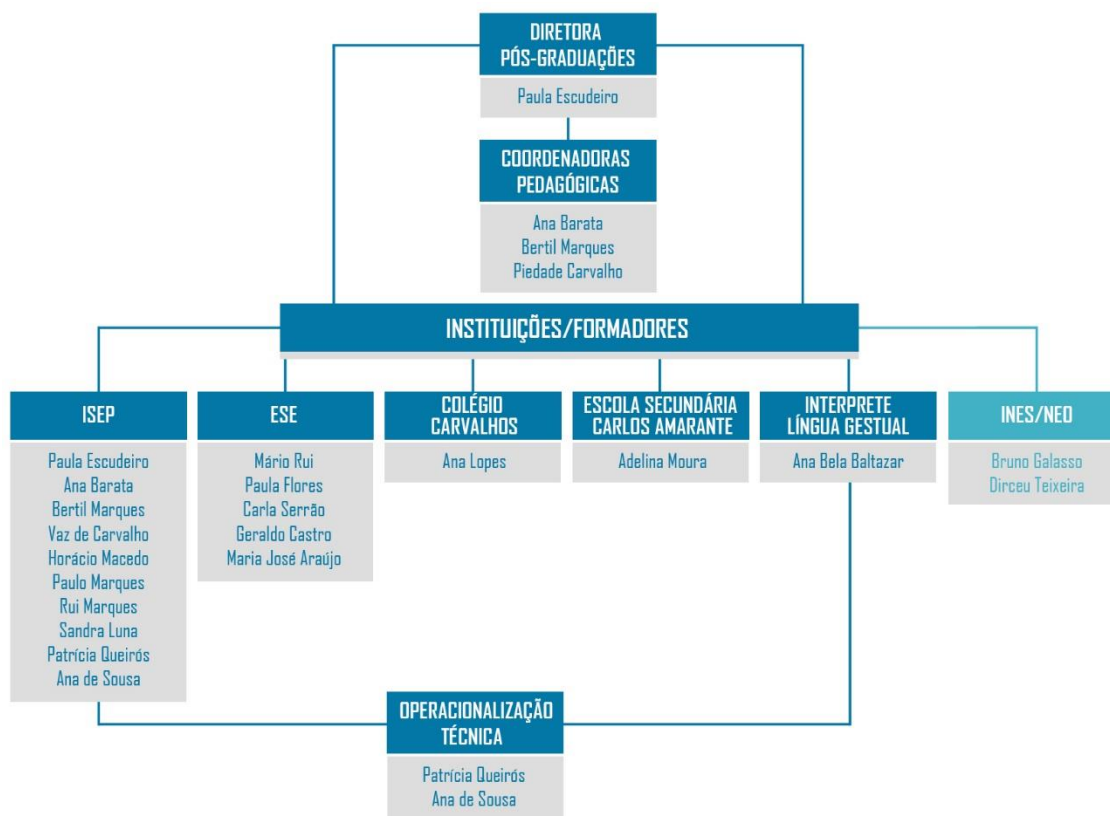 DIRETORA
PÓS-GRADUAÇÕES
Paula Escudeiro
COORDENADORAS
PEDAGÓGICAS
Ana Barata
Bertil Marques
Piedade Carvalho
INSTITUIÇÕES/FORMADORES
ISEP
Paula Escudeiro
Ana Barata
Bertil Marques
Vaz de Carvalho
Horácio Macedo
Paulo Marques
Rui Marques
Sandra Luna
Patrícia Queirós
Ana de Sousa
ESE
Mário Rui
Paula Flores
Carla Serrão
Geraldo Castro
Maria José Araújo
COLÉGIO
CARVALHOS
Ana Lopes
ESCOLA SECUNDÁRIA
CARLOS AMARANTE
Adelina Moura
INTERPRETE
LÍNGUA GESTUAL
Ana Bela Baltazar
INES/NEO
Bruno Galasso
Dirceu Teixeira
OPERACIONALIZAÇÃO
TÉCNICA
Patrícia Queirós
Ana de Sousa